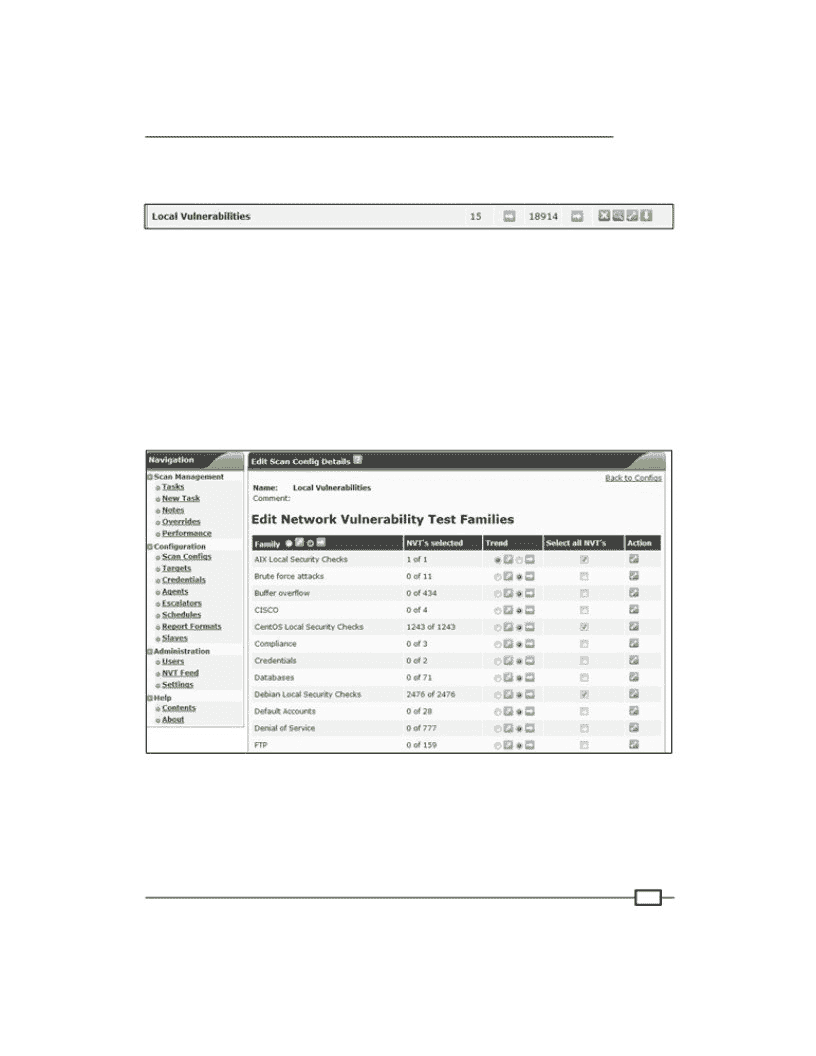 Local Vulnerabilities 15 18914
Navigation
Scan Management
Tasks
New Task
Notes
Overrides
Performance
Configuration
Scan Configs
Targets
Credentials
Agents
Escalators
Schedules
Report Formats
Slaves
Administration
Users
NVT Feed
Settings
Help
Contents
About
Edit Scan Config Details ?
Back to Configs
Name: Local Vulnerabilities
Comment:
Edit Network Vulnerability Test Families
Family NVT's selected Trend Select all NVT's Action
AIX Local Security Checks 1 of 1
Brute force attacks 0 of 11
Buffer overflow 0 of 434
CISCO 0 of 4
CentOS Local Security Checks 1243 of 1243
Compliance 0 of 3
Credentials 0 of 2
Databases 0 of 71
Debian Local Security Checks 2476 of 2476
Default Accounts 0 of 28
Denial of Service 0 of 777
FTP 0 of 159